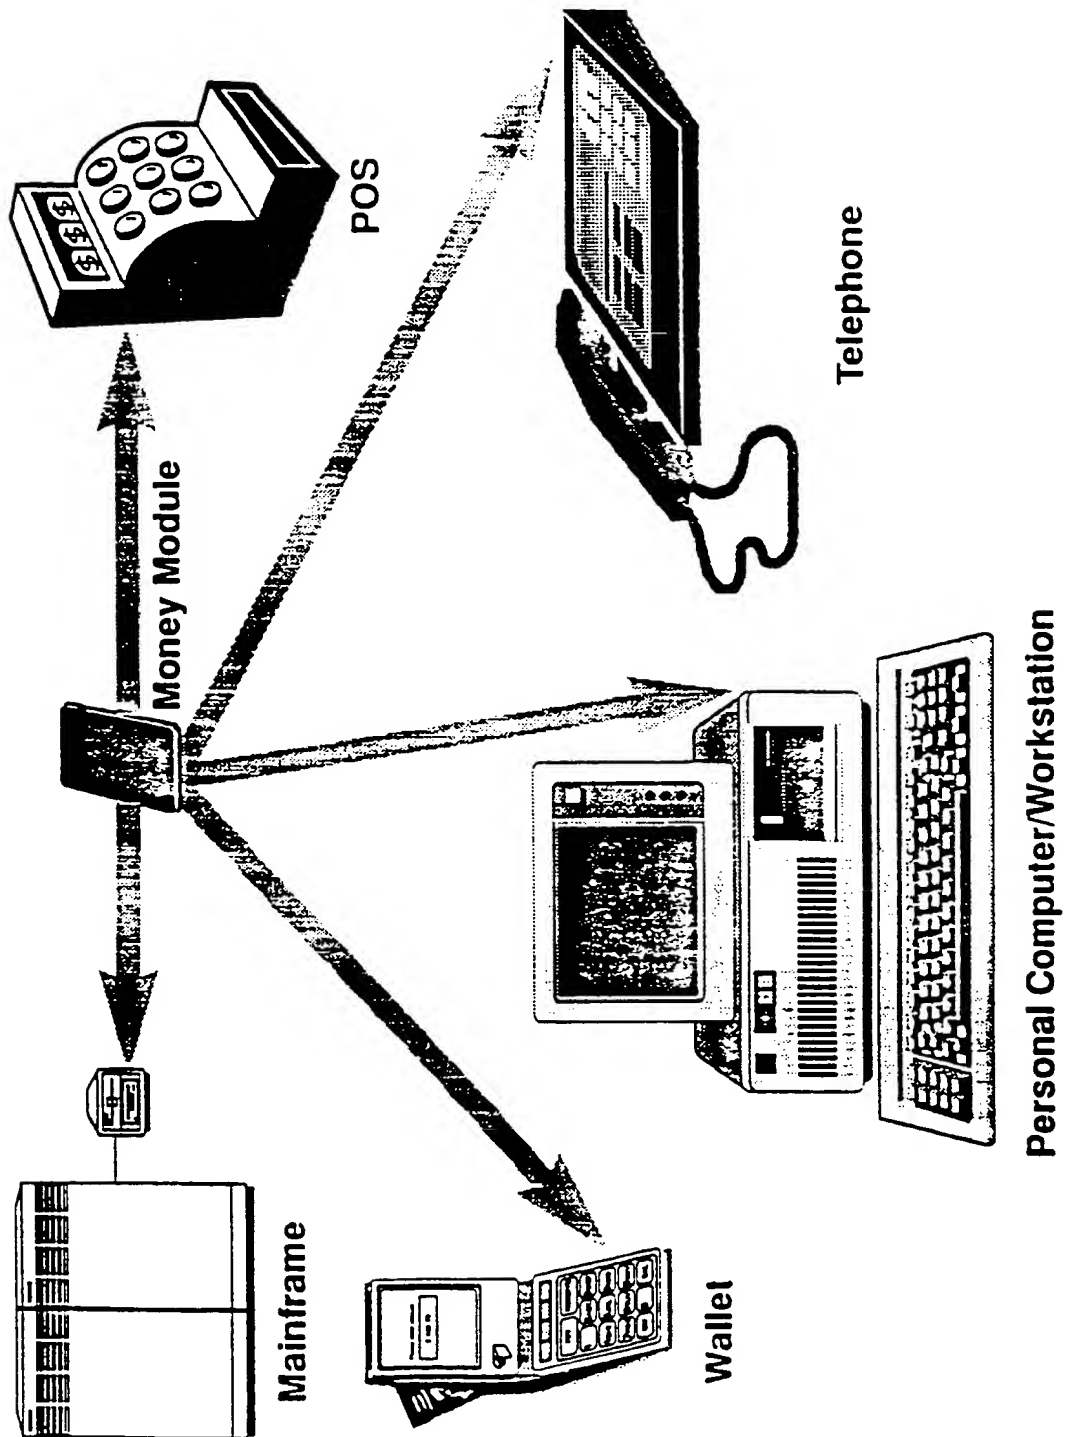 Mainframe
Money Module
$ $ $
POS
Wallet
Personal Computer/Workstation
Telephone